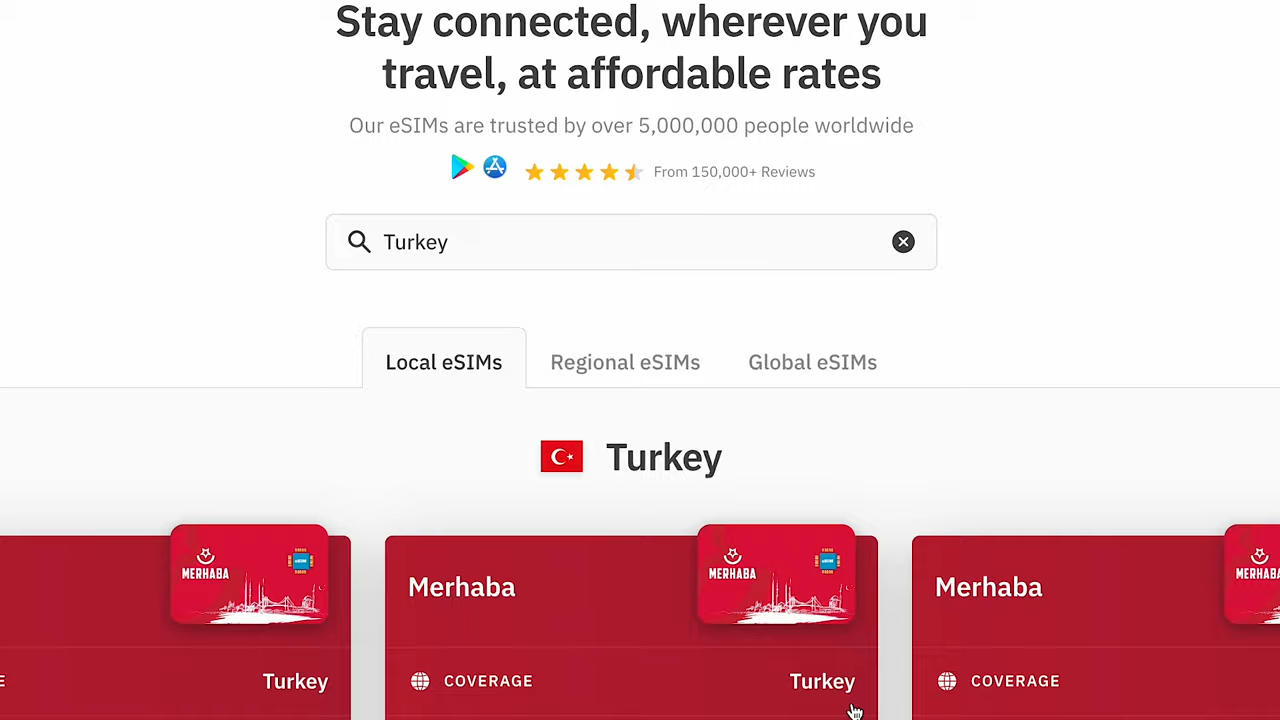 Stay connected, wherever you
travel, at affordable rates
Our eSIMs are trusted by over 5,000,000 people worldwide
From 150,000+ Reviews
Turkey
Local eSIMs
Regional eSIMs
Global eSIMs
Turkey
MERHABA
Merhaba
MERHABA
Merhaba
MERHABA
Turkey
COVERAGE
Turkey
COVERAGE